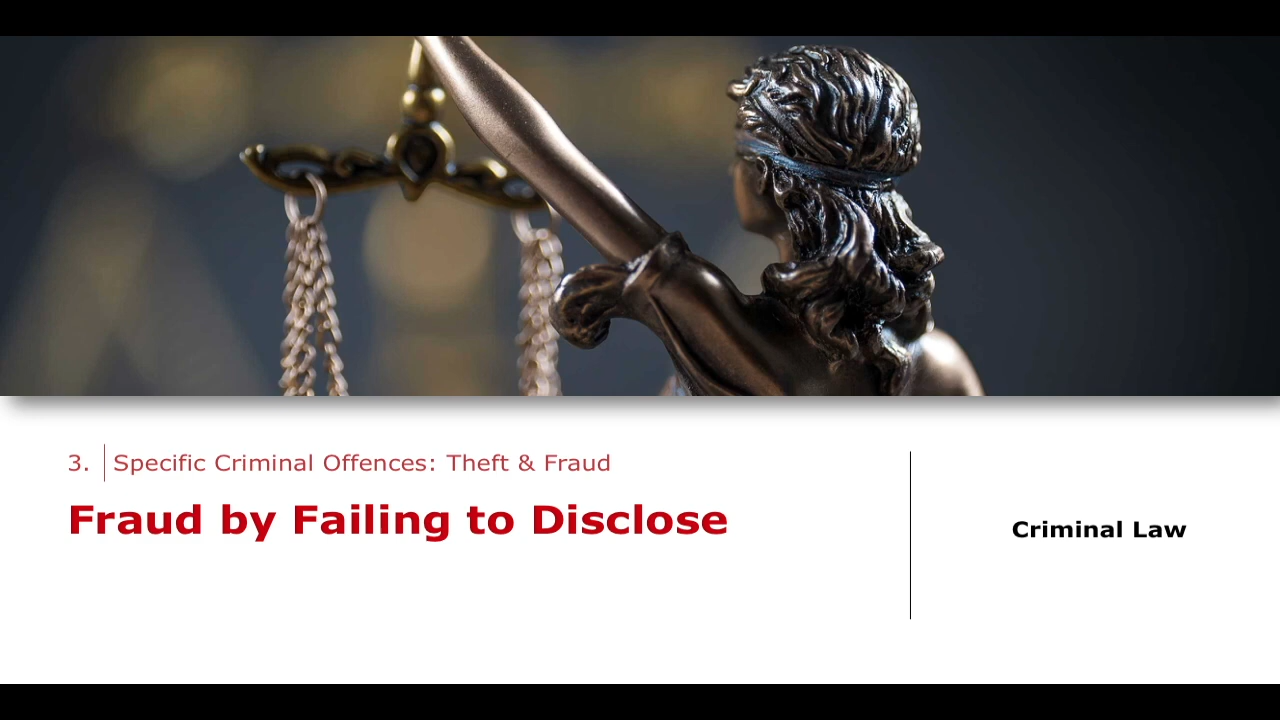 3. Specific Criminal Offences: Theft & Fraud
Fraud by Failing to Disclose
Criminal Law